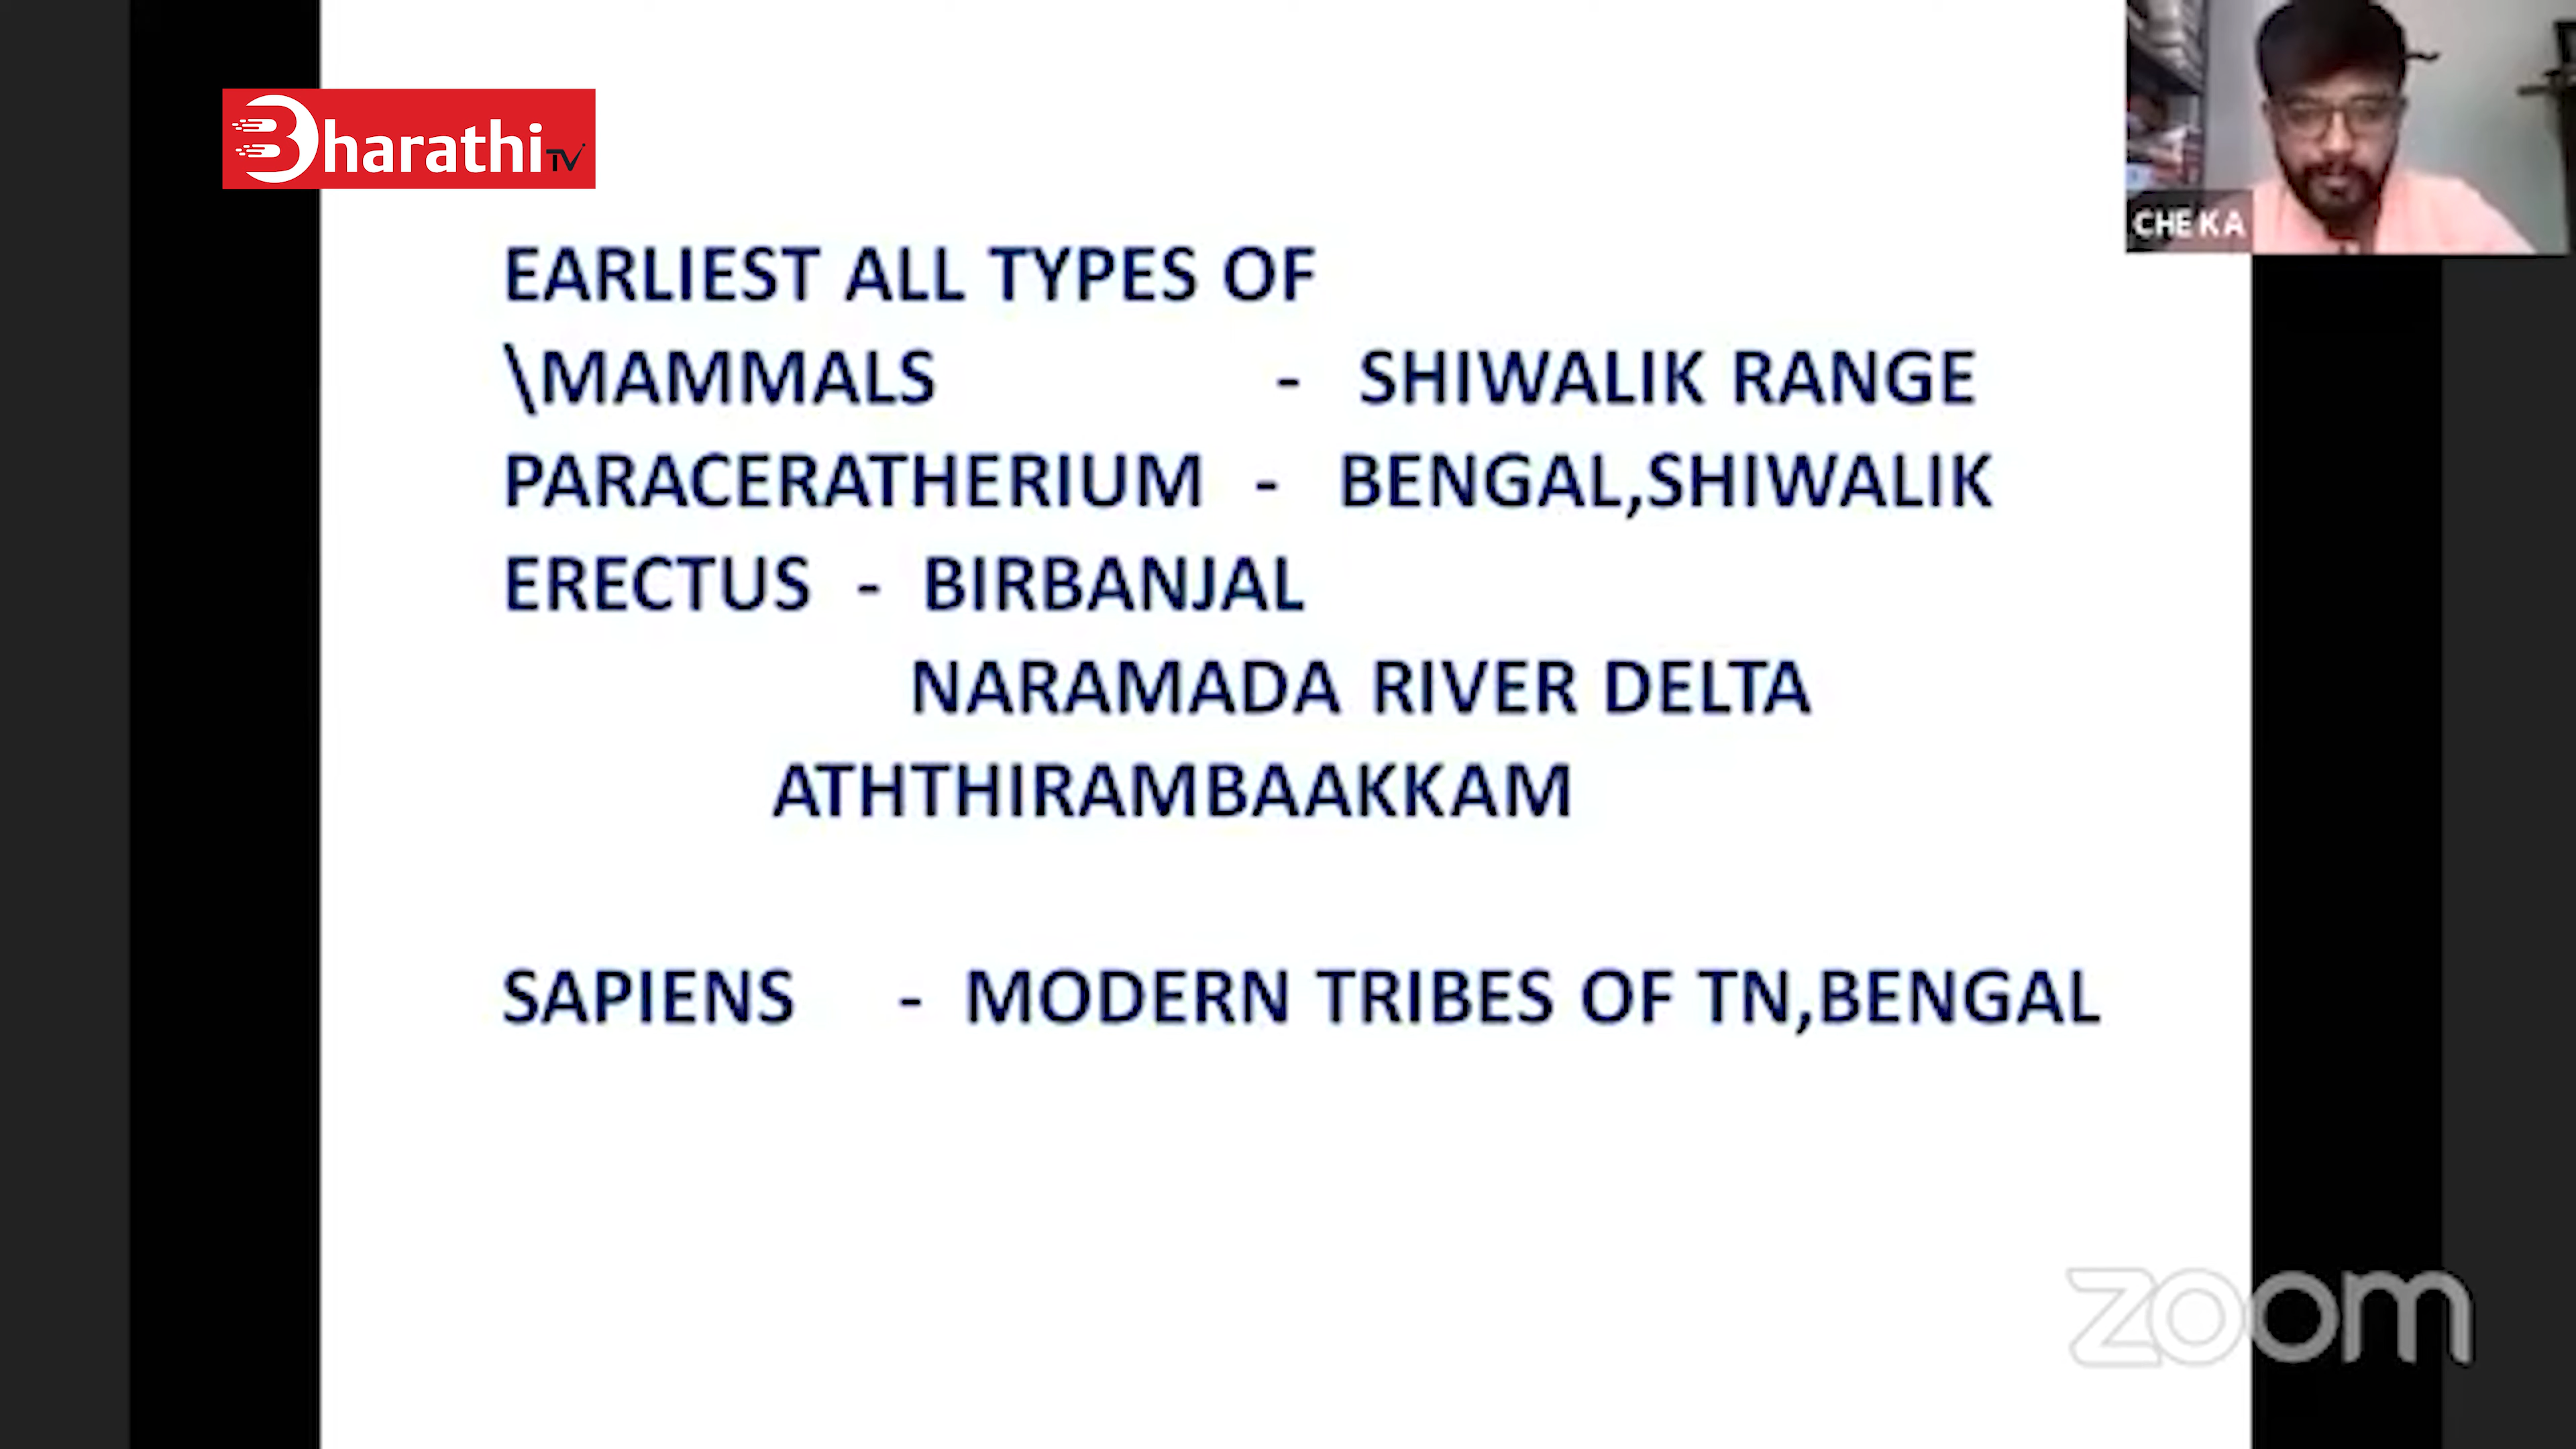 Bharathi TV
CHE K A
EARLIEST ALL TYPES OF
\MAMMALS - SHIWALIK RANGE
PARACERATHERIUM - BENGAL,SHIWALIK
ERECTUS - BIRBANJAL
NARAMADA RIVER DELTA
ATHTHIRAMBAAKKAM
SAPIENS - MODERN TRIBES OF TN,BENGAL
zoom